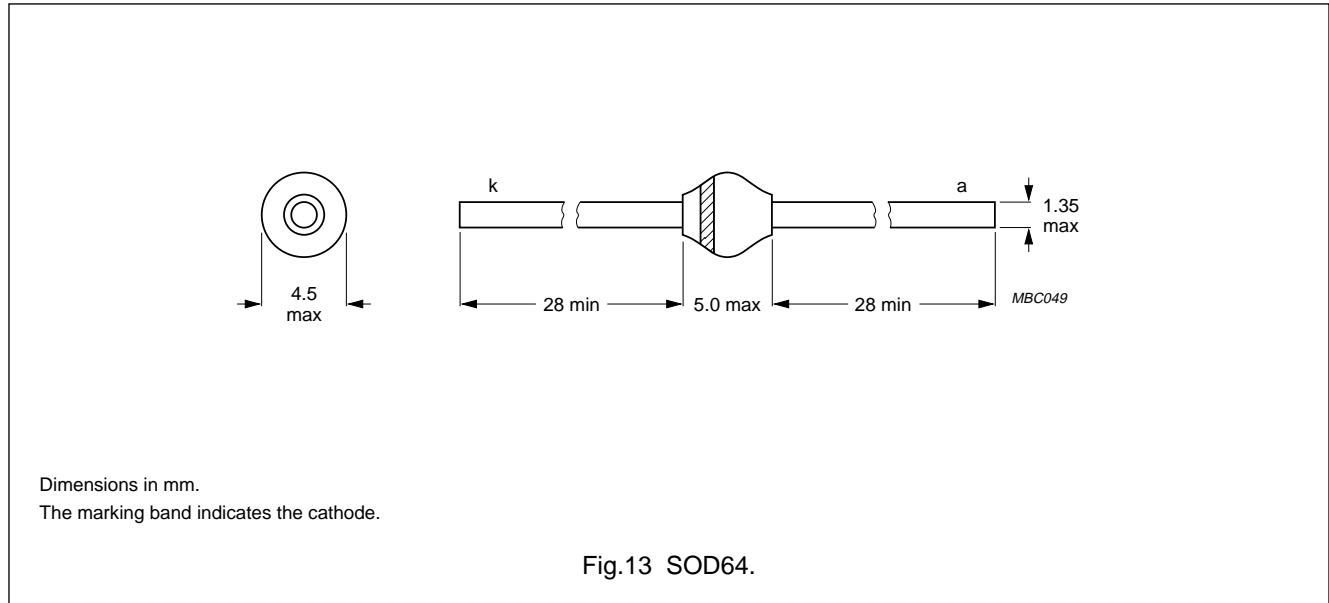 k
a
1.35
max
4.5
max
28 min
5.0 max
28 min
MBC049
Dimensions in mm.
The marking band indicates the cathode.
Fig.13 SOD64.